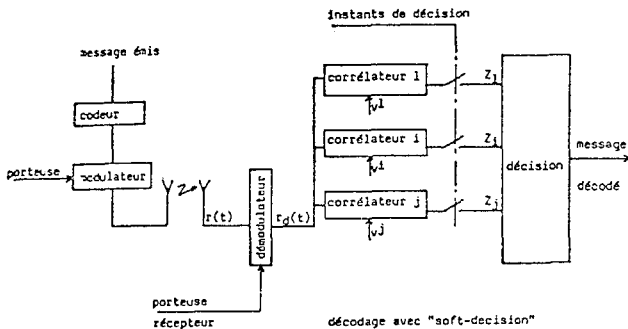 instants de décision
message émis
corrélateur 1
Z1
v1
codeur
corrélateur i
Zi
vi
décision
message
décodé
porteuse
modulateur
r(t)
démodulateur
rd(t)
corrélateur j
Zj
vj
porteuse
récepteur
décodage avec "soft-decision"